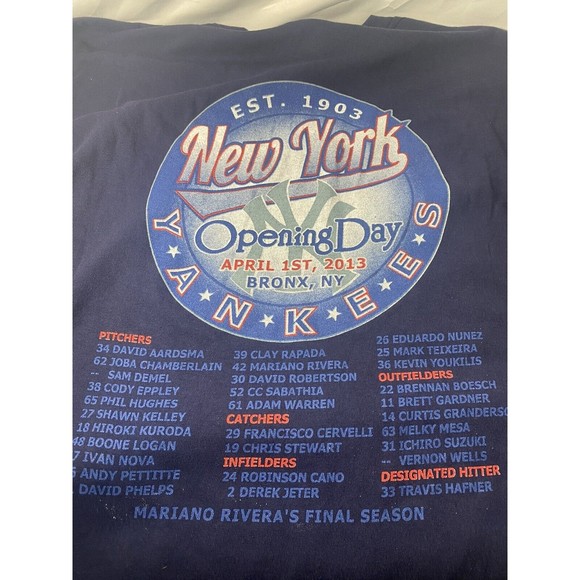 EST. 1903
New York
YANKEES
Opening Day
APRIL 1ST, 2013
BRONX, NY
PITCHERS
34 DAVID AARDSMA
62 JOBA CHAMBERLAIN
-- SAM DEMEL
38 CODY EPPLEY
65 PHIL HUGHES
27 SHAWN KELLEY
18 HIROKI KURODA
48 BOONE LOGAN
7 IVAN NOVA
ANDY PETTITTE
DAVID PHELPS
39 CLAY RAPADA
42 MARIANO RIVERA
30 DAVID ROBERTSON
52 CC SABATHIA
61 ADAM WARREN
CATCHERS
29 FRANCISCO CERVELLI
19 CHRIS STEWART
INFIELDERS
24 ROBINSON CANO
2 DEREK JETER
26 EDUARDO NUNEZ
25 MARK TEIXEIRA
36 KEVIN YOUKILIS
OUTFIELDERS
22 BRENNAN BOESCH
11 BRETT GARDNER
14 CURTIS GRANDERSO
63 MELKY MESA
31 ICHIRO SUZUKI
-- VERNON WELLS
DESIGNATED HITTER
33 TRAVIS HAFNER
MARIANO RIVERA'S FINAL SEASON